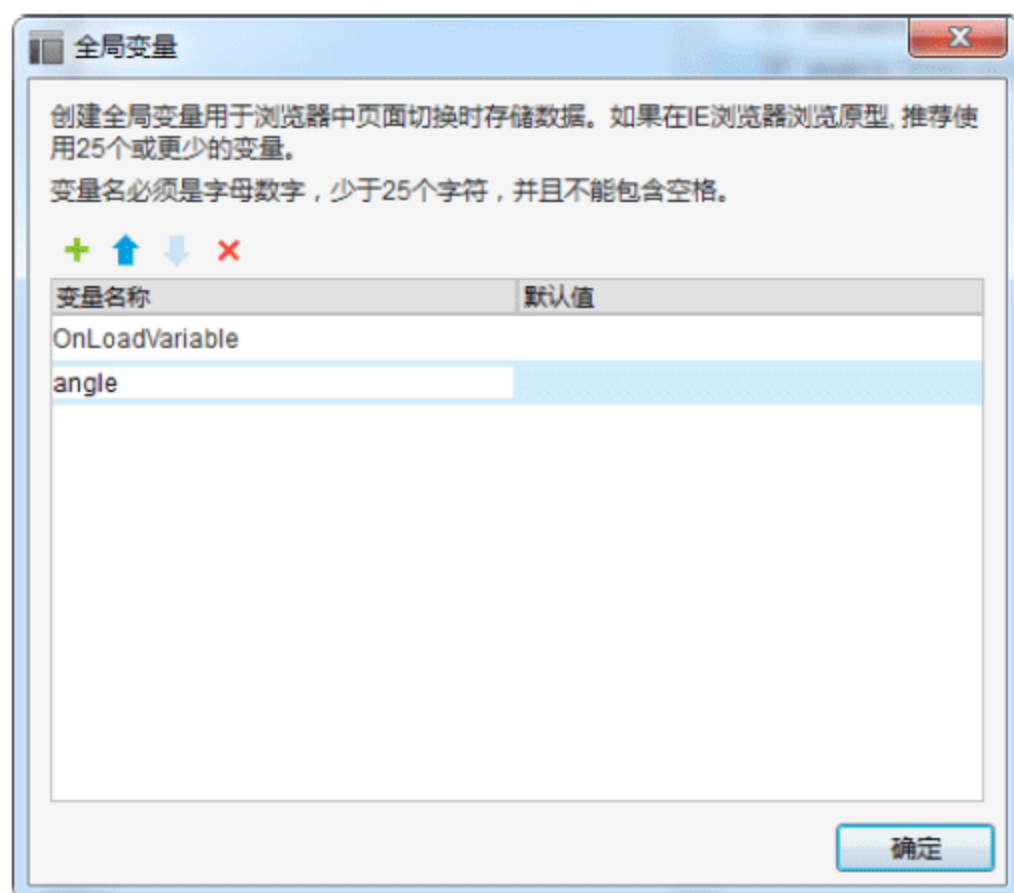 全局变量
创建全局变量用于浏览器中页面切换时存储数据。如果在IE浏览器浏览原型, 推荐使
用25个或更少的变量。
变量名必须是字母数字，少于25个字符，并且不能包含空格。
变量名称 默认值
OnLoadVariable
angle
确定